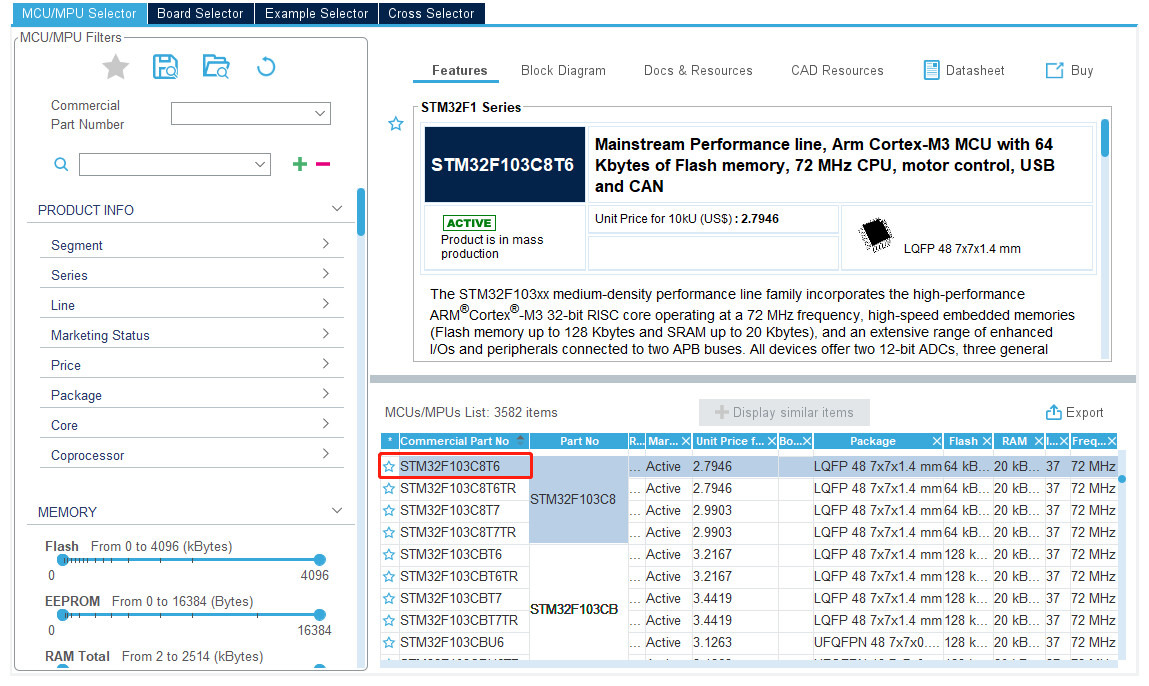 MCU/MPU Selector
Board Selector
Example Selector
Cross Selector
MCU/MPU Filters
Commercial
Part Number
PRODUCT INFO
Segment
Series
Line
Marketing Status
Price
Package
Core
Coprocessor
MEMORY
Flash From 0 to 4096 (kBytes)
0 4096
EEPROM From 0 to 16384 (Bytes)
0 16384
RAM Total From 2 to 2514 (kBytes)
Features
Block Diagram
Docs & Resources
CAD Resources
Datasheet
Buy
STM32F1 Series
STM32F103C8T6
Mainstream Performance line, Arm Cortex-M3 MCU with 64
Kbytes of Flash memory, 72 MHz CPU, motor control, USB
and CAN
ACTIVE
Product is in mass
production
Unit Price for 10kU (US$) : 2.7946
LQFP 48 7x7x1.4 mm
The STM32F103xx medium-density performance line family incorporates the high-performance
ARM®Cortex®-M3 32-bit RISC core operating at a 72 MHz frequency, high-speed embedded memories
(Flash memory up to 128 Kbytes and SRAM up to 20 Kbytes), and an extensive range of enhanced
I/Os and peripherals connected to two APB buses. All devices offer two 12-bit ADCs, three general
MCUs/MPUs List: 3582 items
Display similar items
Export
* Commercial Part No Part No R... Mar... Unit Price f... Bo... Package Flash RAM I... Freq...
STM32F103C8T6 ... Active 2.7946 LQFP 48 7x7x1.4 mm 64 kB... 20 kB... 37 72 MHz
STM32F103C8T6TR STM32F103C8 ... Active 2.7946 LQFP 48 7x7x1.4 mm 64 kB... 20 kB... 37 72 MHz
STM32F103C8T7 ... Active 2.9903 LQFP 48 7x7x1.4 mm 64 kB... 20 kB... 37 72 MHz
STM32F103C8T7TR ... Active 2.9903 LQFP 48 7x7x1.4 mm 64 kB... 20 kB... 37 72 MHz
STM32F103CBT6 ... Active 3.2167 LQFP 48 7x7x1.4 mm 128 k... 20 kB... 37 72 MHz
STM32F103CBT6TR ... Active 3.2167 LQFP 48 7x7x1.4 mm 128 k... 20 kB... 37 72 MHz
STM32F103CBT7 STM32F103CB ... Active 3.4419 LQFP 48 7x7x1.4 mm 128 k... 20 kB... 37 72 MHz
STM32F103CBT7TR ... Active 3.4419 LQFP 48 7x7x1.4 mm 128 k... 20 kB... 37 72 MHz
STM32F103CBU6 ... Active 3.1263 UFQFPN 48 7x7x0.... 128 k... 20 kB... 37 72 MHz